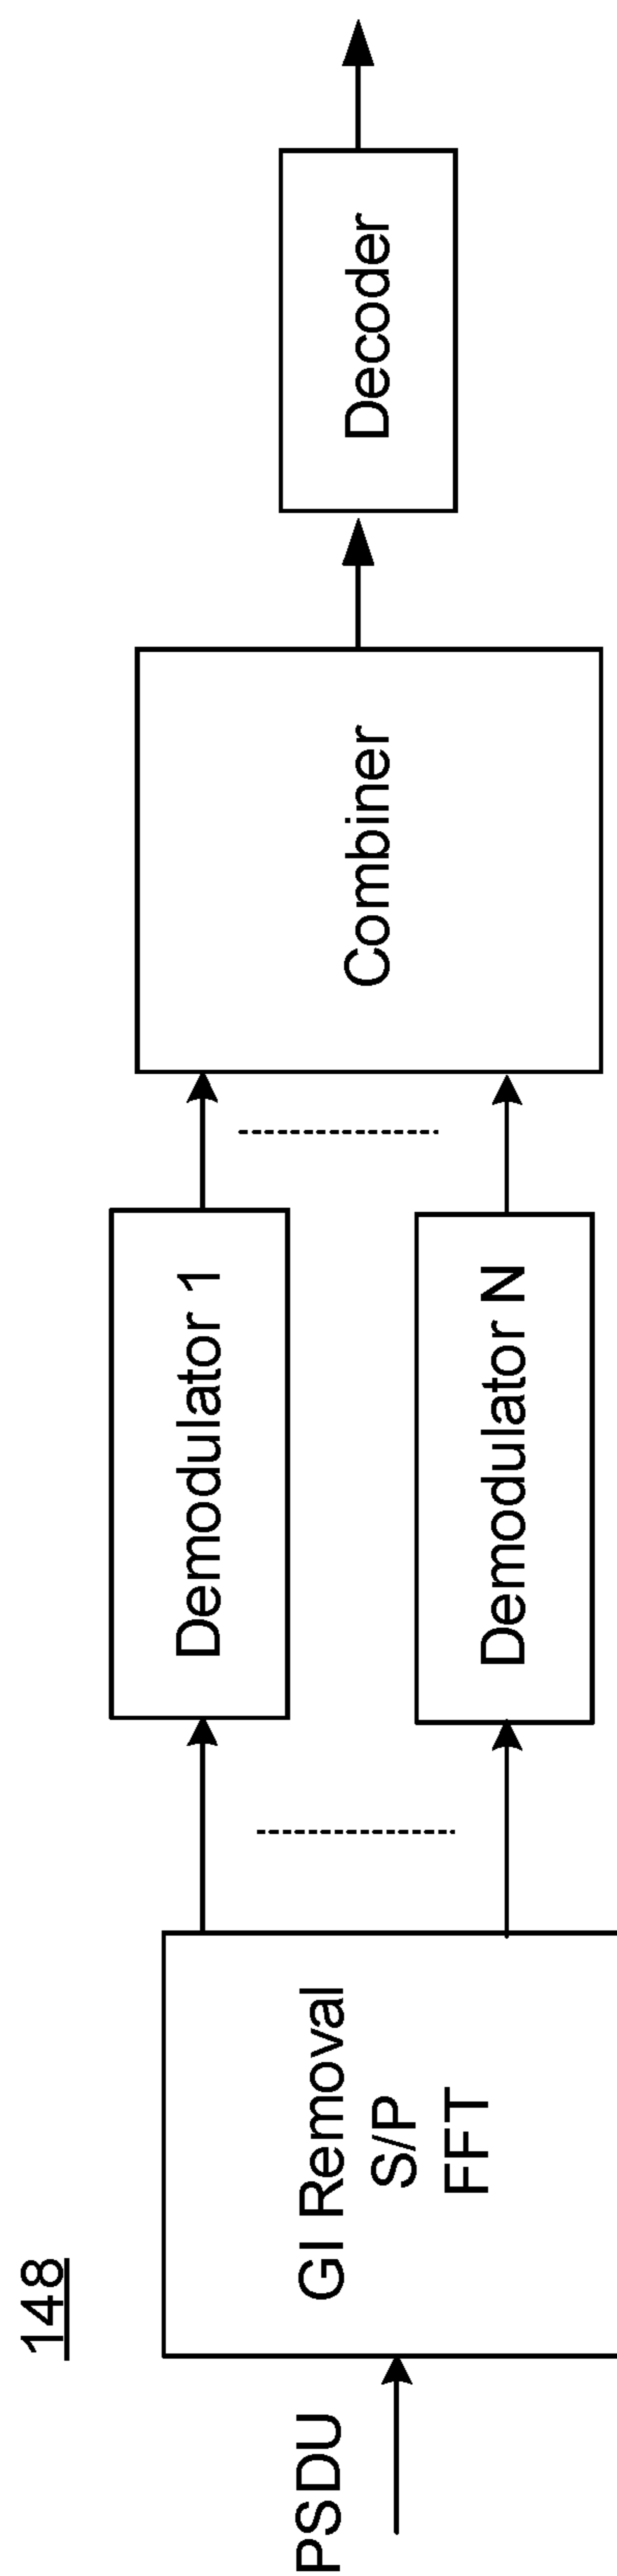 148
PSDU
GI Removal
S/P
FFT
Demodulator 1
Demodulator N
Combiner
Decoder